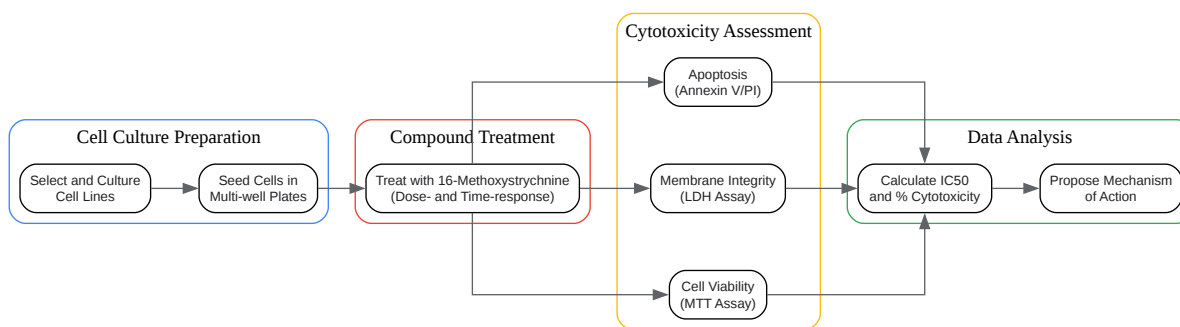 Cell Culture Preparation
Select and Culture
Cell Lines
Seed Cells in
Multi-well Plates
Compound Treatment
Treat with 16-Methoxystrychnine
(Dose- and Time-response)
Cytotoxicity Assessment
Apoptosis
(Annexin V/PI)
Membrane Integrity
(LDH Assay)
Cell Viability
(MTT Assay)
Data Analysis
Calculate IC50
and % Cytotoxicity
Propose Mechanism
of Action